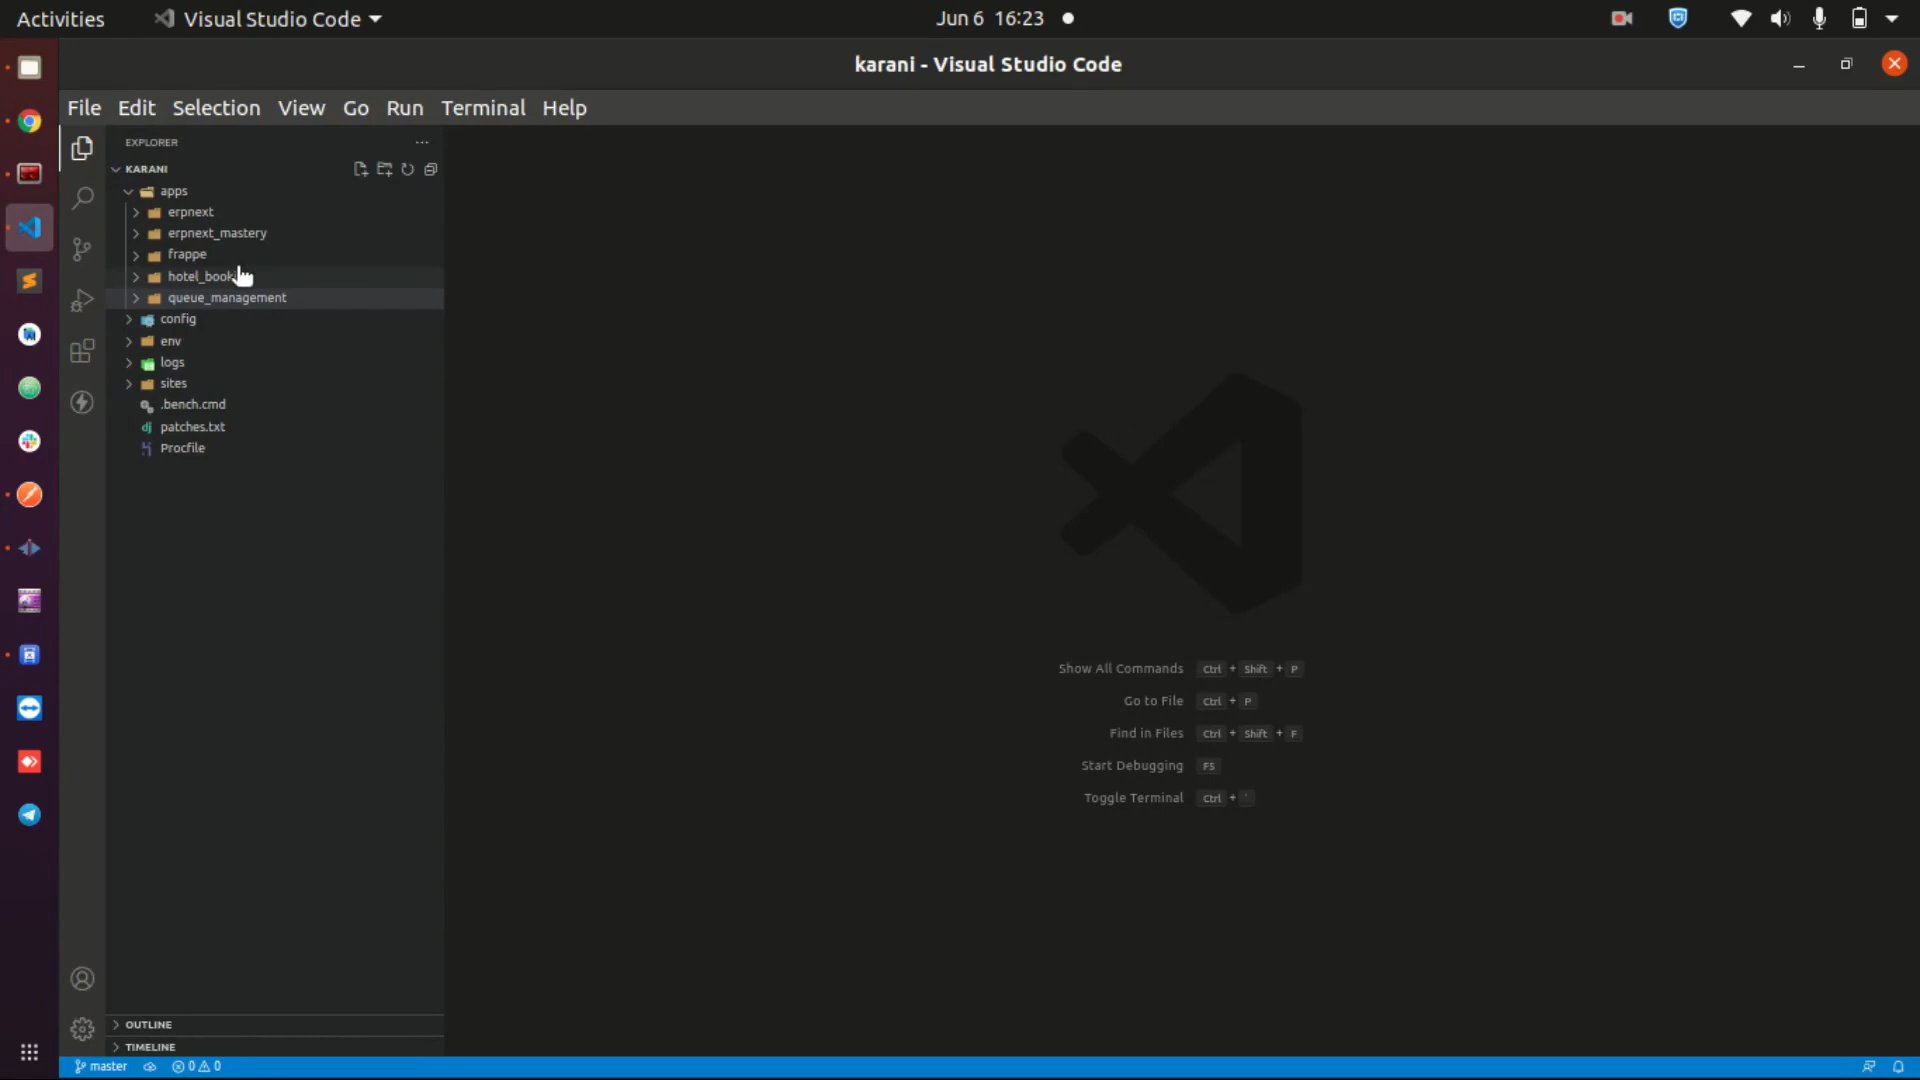 Activities Visual Studio Code Jun 6 16:23
karani - Visual Studio Code
File Edit Selection View Go Run Terminal Help
EXPLORER
KARANI
apps
erpnext
erpnext_mastery
frappe
queue_management
config
env
logs
sites
.bench.cmd
dj patches.txt
Procfile
Show All Commands Ctrl + Shift + P
Go to File Ctrl + P
Find in Files Ctrl + Shift + F
Start Debugging F5
Toggle Terminal Ctrl + `
OUTLINE
TIMELINE
master 0 0